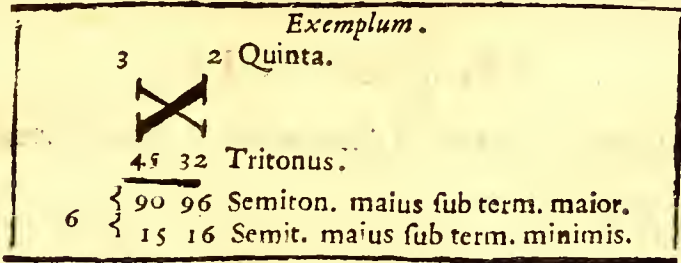 Exemplum.
3 2 Quinta.
45 32 Tritonus.
90 96 Semiton. maius ſub term. maior.
6
15 16 Semit. maius ſub term. minimis.